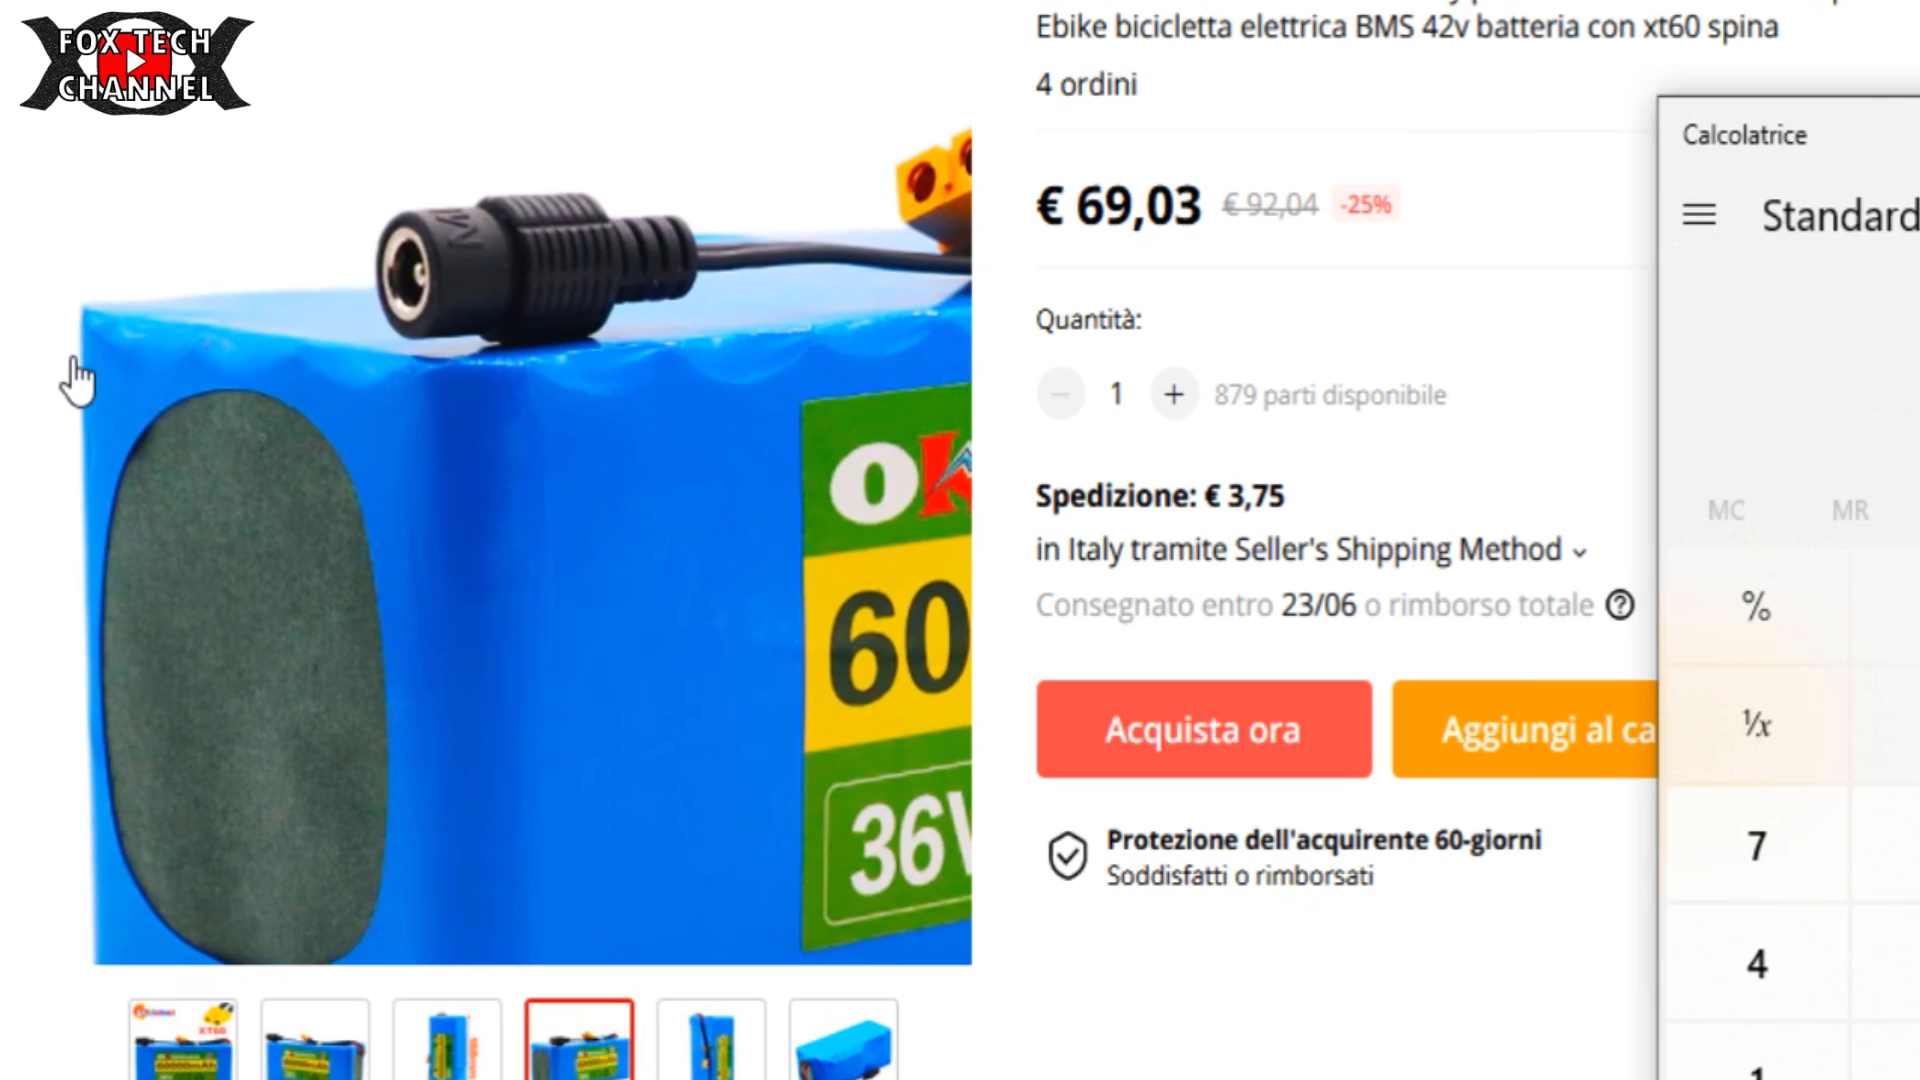 FOX TECH
CHANNEL
Ebike bicicletta elettrica BMS 42v batteria con xt60 spina
4 ordini
€ 69,03 € 92,04 -25%
Quantità:
− 1 + 879 parti disponibile
Spedizione: € 3,75
in Italy tramite Seller's Shipping Method
Consegnato entro 23/06 o rimborso totale ?
Acquista ora
Aggiungi al ca
Protezione dell'acquirente 60-giorni
Soddisfatti o rimborsati
Calcolatrice
Standard
MC MR
%
¹/x
7
4
1
60
36V
XT60
60000mAh